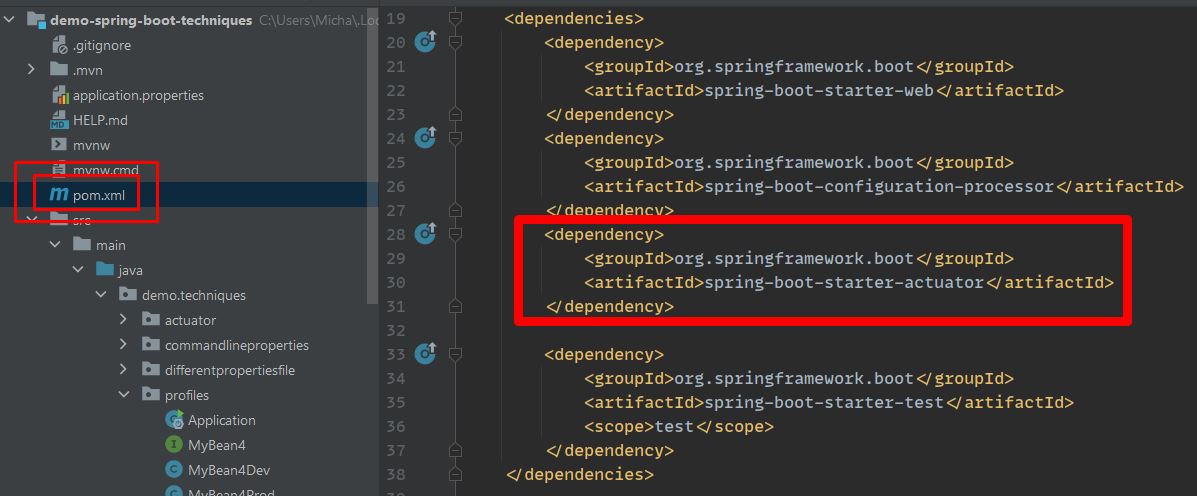 demo-spring-boot-techniques C:\Users\Micha\.Loc
.gitignore
.mvn
application.properties
MD HELP.md
mvnw
mvnw.cmd
m pom.xml
src
main
java
demo.techniques
actuator
commandlineproperties
differentpropertiesfile
profiles
Application
I MyBean4
C MyBean4Dev
C MyBean4Prod
19 <dependencies>
20 <dependency>
21 <groupId>org.springframework.boot</groupId>
22 <artifactId>spring-boot-starter-web</artifactId>
23 </dependency>
24 <dependency>
25 <groupId>org.springframework.boot</groupId>
26 <artifactId>spring-boot-configuration-processor</artifactId>
27 </dependency>
28 <dependency>
29 <groupId>org.springframework.boot</groupId>
30 <artifactId>spring-boot-starter-actuator</artifactId>
31 </dependency>
32
33 <dependency>
34 <groupId>org.springframework.boot</groupId>
35 <artifactId>spring-boot-starter-test</artifactId>
36 <scope>test</scope>
37 </dependency>
38 </dependencies>